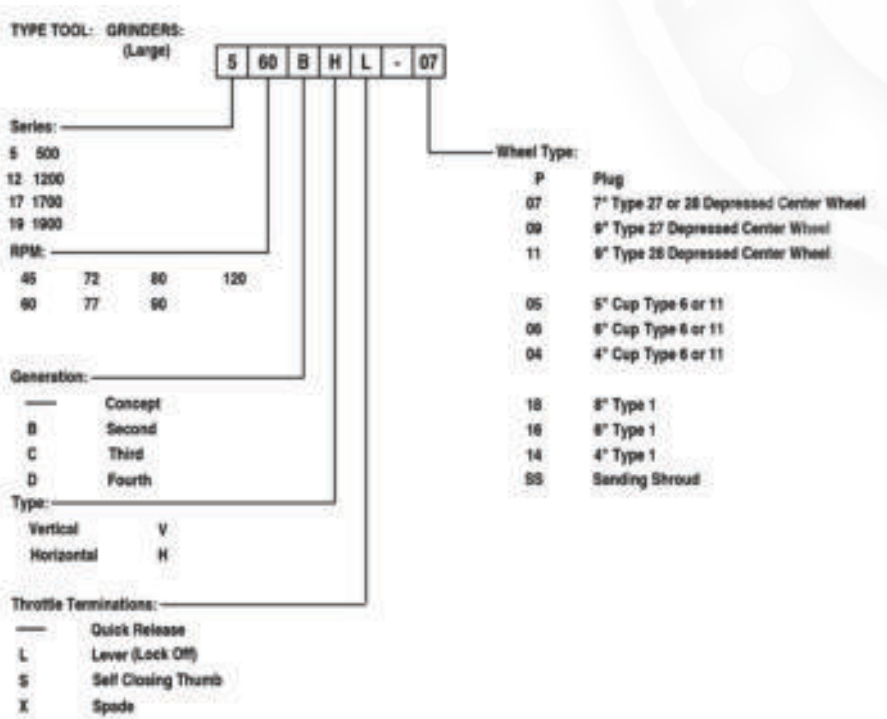 TYPE TOOL: GRINDERS:
(Large)
5 60 B H L - 07
Series:
5 500
12 1200
17 1700
19 1900
RPM:
45 72 80 120
60 77 90
Generation:
— Concept
B Second
C Third
D Fourth
Type:
Vertical V
Horizontal H
Throttle Terminations:
— Quick Release
L Lever (Lock Off)
S Self Closing Thumb
X Spade
Wheel Type:
P Plug
07 7" Type 27 or 28 Depressed Center Wheel
09 9" Type 27 Depressed Center Wheel
11 9" Type 28 Depressed Center Wheel
05 5" Cup Type 6 or 11
06 6" Cup Type 6 or 11
04 4" Cup Type 6 or 11
18 8" Type 1
16 6" Type 1
14 4" Type 1
SS Sanding Shroud